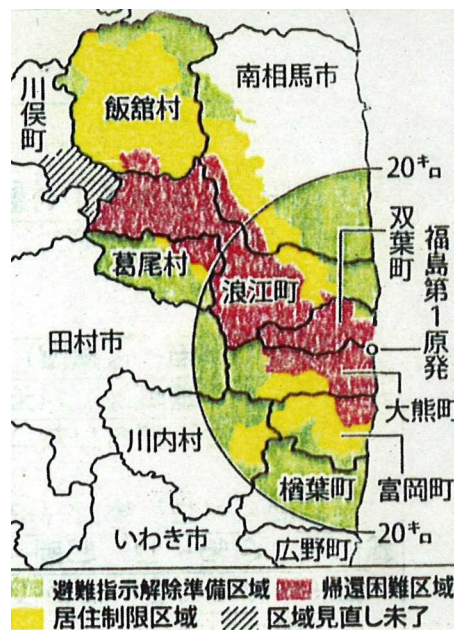 南相馬市
飯舘村
川俣町
20キロ
双葉町
福島第1原発
葛尾村
浪江町
田村市
大熊町
川内村
富岡町
楢葉町
20キロ
いわき市
広野町
避難指示解除準備区域
帰還困難区域
居住制限区域
区域見直し未了